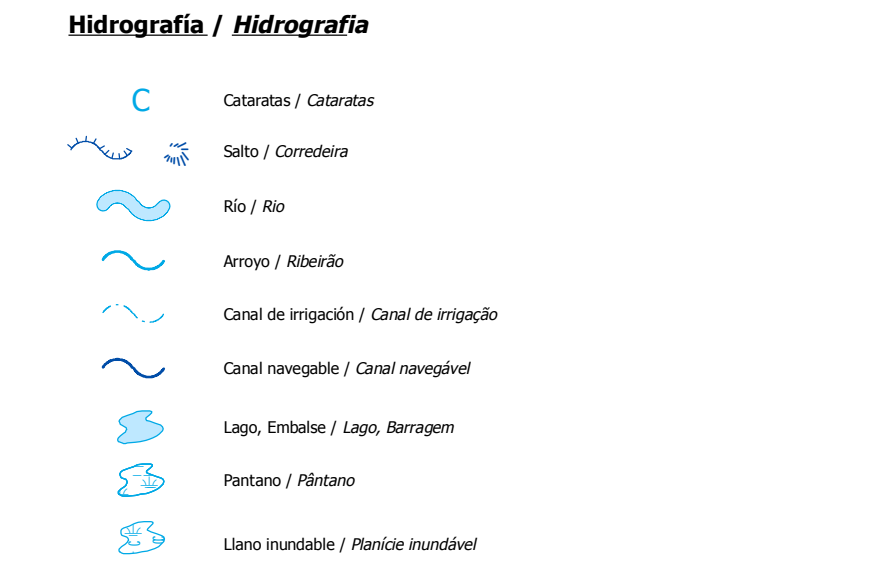 Hidrografía / Hidrografia
C
Cataratas / Cataratas
Salto / Corredeira
Río / Rio
Arroyo / Ribeirão
Canal de irrigación / Canal de irrigação
Canal navegable / Canal navegável
Lago, Embalse / Lago, Barragem
Pantano / Pântano
Llano inundable / Planície inundável